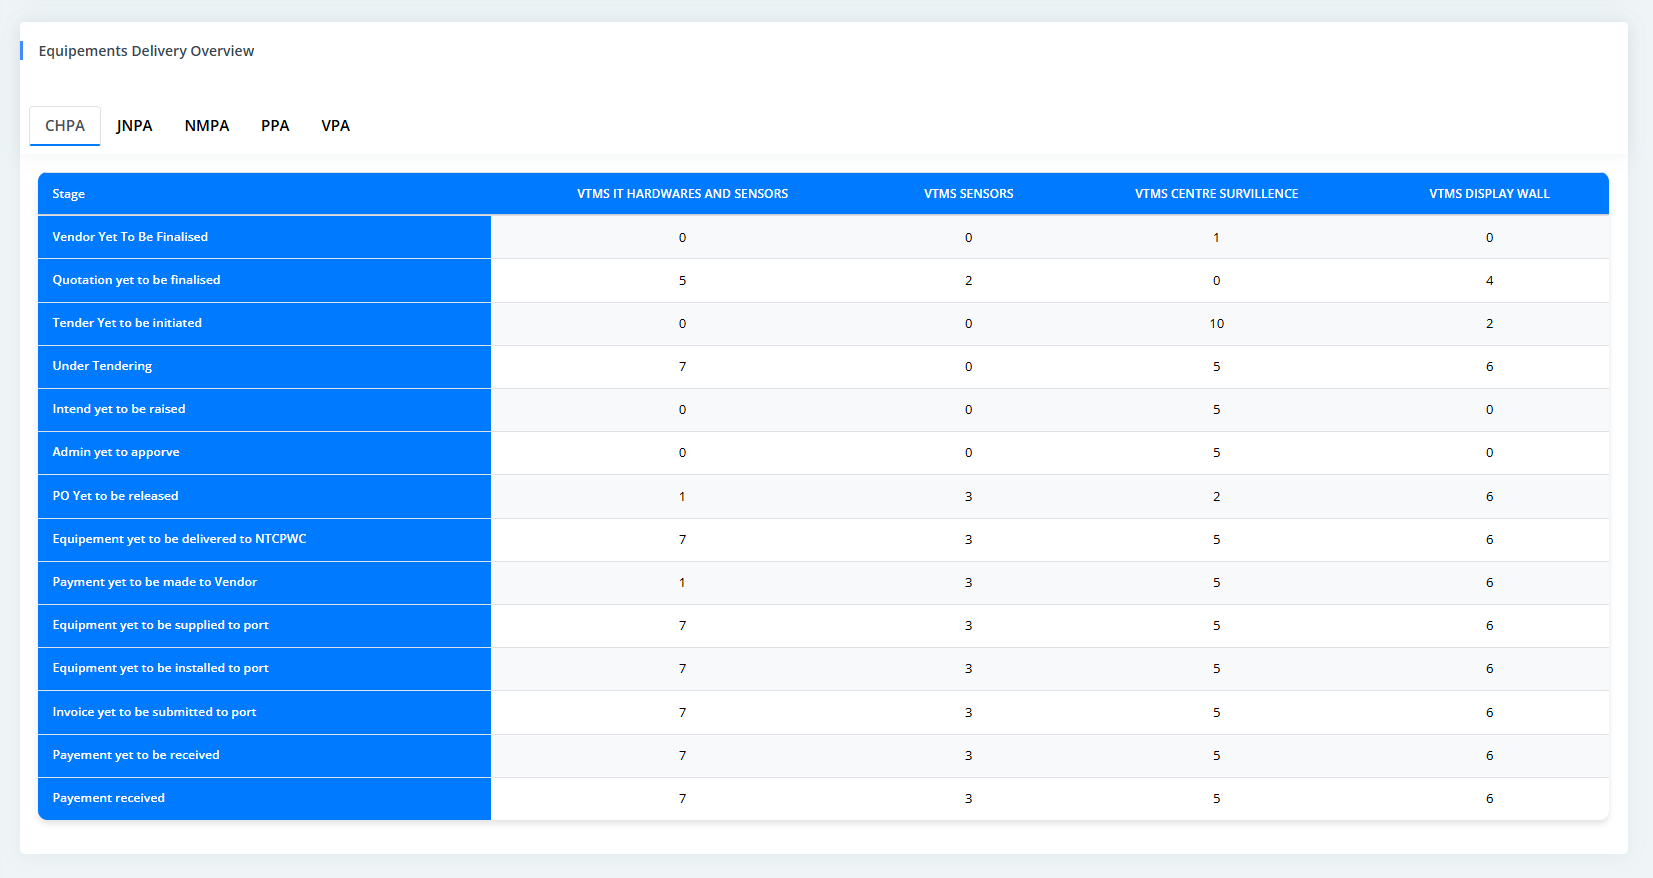 Equipements Delivery Overview
CHPA JNPA NMPA PPA VPA
Stage VTMS IT HARDWARES AND SENSORS VTMS SENSORS VTMS CENTRE SURVILLENCE VTMS DISPLAY WALL
Vendor Yet To Be Finalised 0 0 1 0
Quotation yet to be finalised 5 2 0 4
Tender Yet to be initiated 0 0 10 2
Under Tendering 7 0 5 6
Intend yet to be raised 0 0 5 0
Admin yet to apporve 0 0 5 0
PO Yet to be released 1 3 2 6
Equipement yet to be delivered to NTCPWC 7 3 5 6
Payment yet to be made to Vendor 1 3 5 6
Equipment yet to be supplied to port 7 3 5 6
Equipment yet to be installed to port 7 3 5 6
Invoice yet to be submitted to port 7 3 5 6
Payement yet to be received 7 3 5 6
Payement received 7 3 5 6